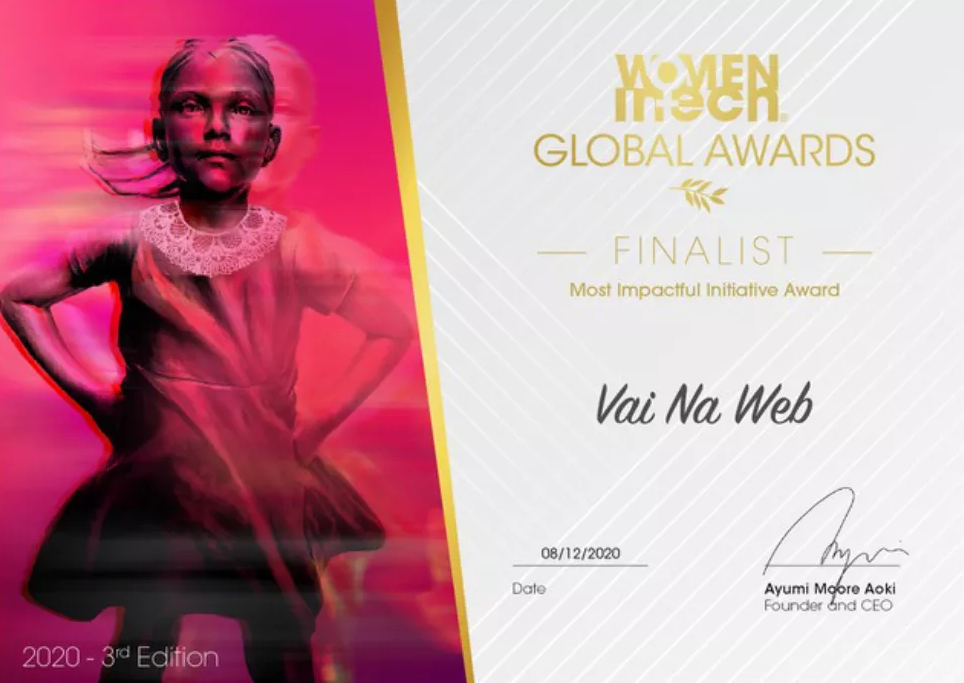 WOMEN
in tech®
GLOBAL AWARDS
FINALIST
Most Impactful Initiative Award
Vai Na Web
08/12/2020
Date
Ayumi Moore Aoki
Founder and CEO
2020 - 3rd Edition